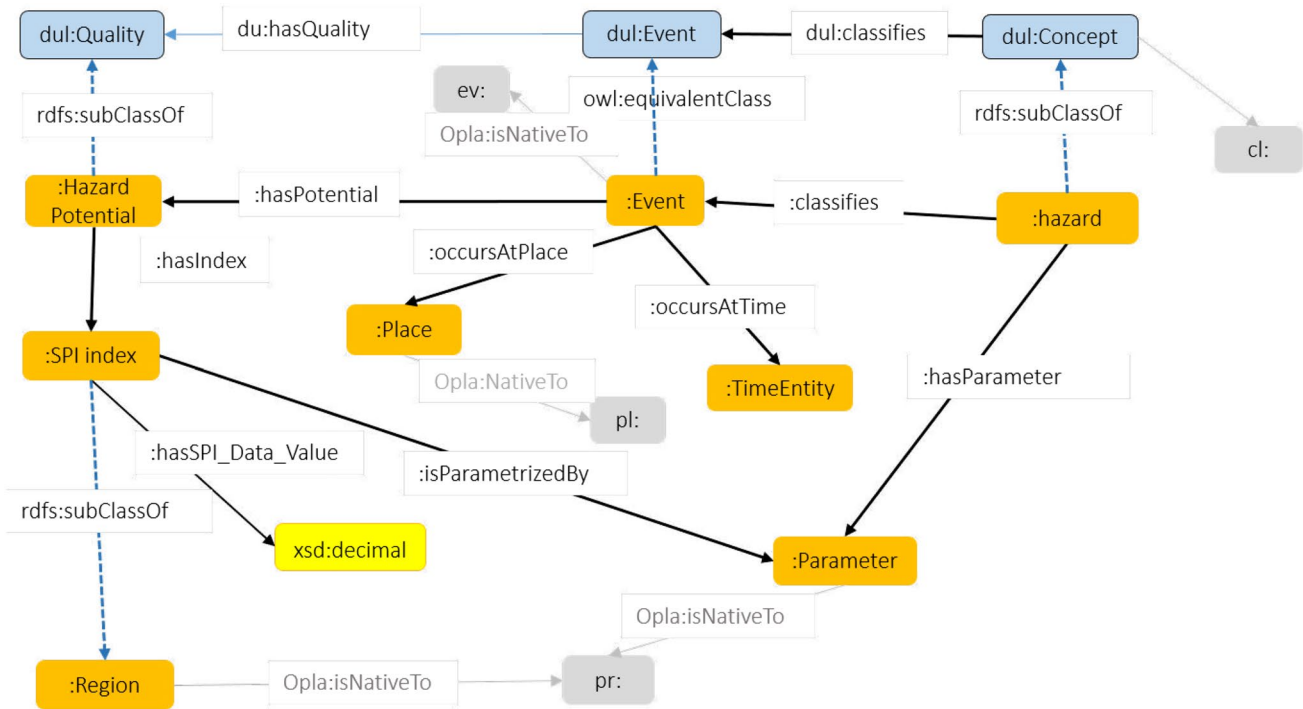 dul:Quality
du:hasQuality
dul:Event
dul:classifies
dul:Concept
ev:
owl:equivalentClass
rdfs:subClassOf
Opla:isNativeTo
rdfs:subClassOf
cl:
:Hazard
Potential
:hasPotential
:Event
:classifies
:hazard
:hasIndex
:occursAtPlace
:occursAtTime
:Place
:SPI index
:hasParameter
Opla:NativeTo
:TimeEntity
pl:
:hasSPI_Data_Value
:isParametrizedBy
rdfs:subClassOf
xsd:decimal
:Parameter
Opla:isNativeTo
:Region
Opla:isNativeTo
pr: